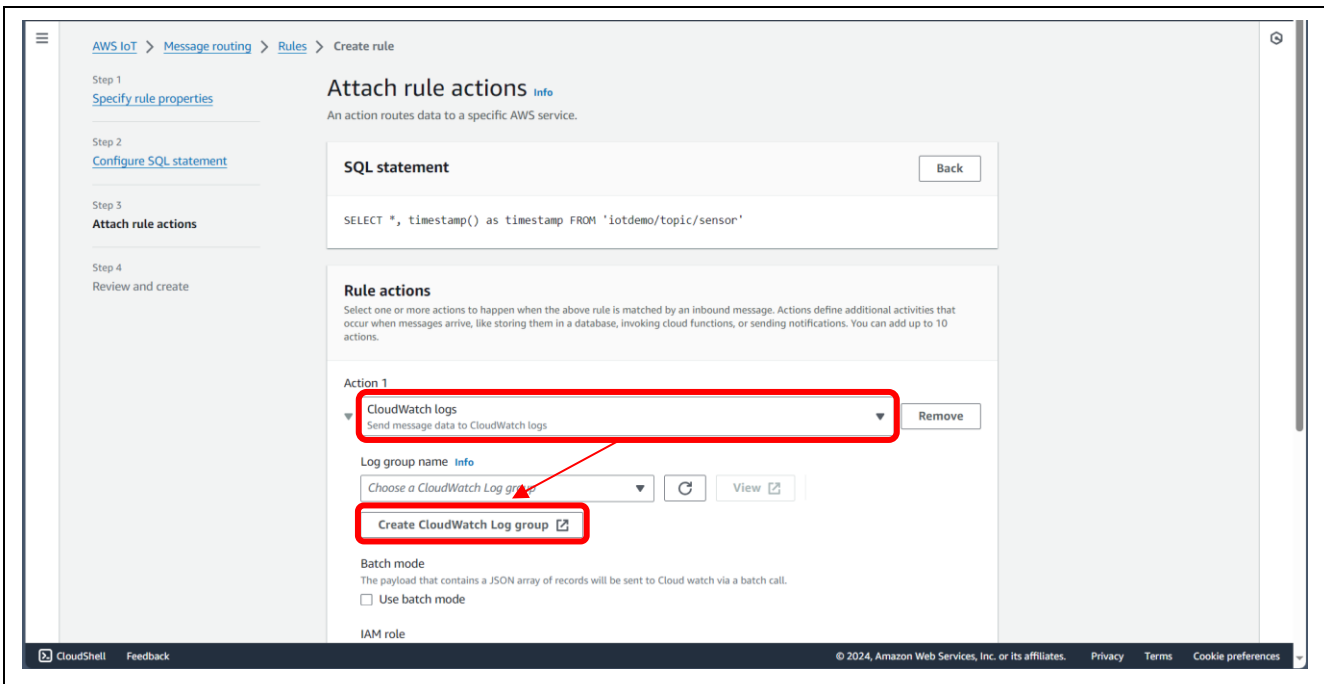 AWS IoT > Message routing > Rules > Create rule
Step 1
Specify rule properties
Step 2
Configure SQL statement
Step 3
Attach rule actions
Step 4
Review and create
Attach rule actions Info
An action routes data to a specific AWS service.
SQL statement
Back
SELECT *, timestamp() as timestamp FROM 'iotdemo/topic/sensor'
Rule actions
Select one or more actions to happen when the above rule is matched by an inbound message. Actions define additional activities that
occur when messages arrive, like storing them in a database, invoking cloud functions, or sending notifications. You can add up to 10
actions.
Action 1
CloudWatch logs
Send message data to CloudWatch logs
Remove
Log group name Info
Choose a CloudWatch Log group
View
Create CloudWatch Log group
Batch mode
The payload that contains a JSON array of records will be sent to Cloud watch via a batch call.
Use batch mode
IAM role
CloudShell Feedback © 2024, Amazon Web Services, Inc. or its affiliates. Privacy Terms Cookie preferences